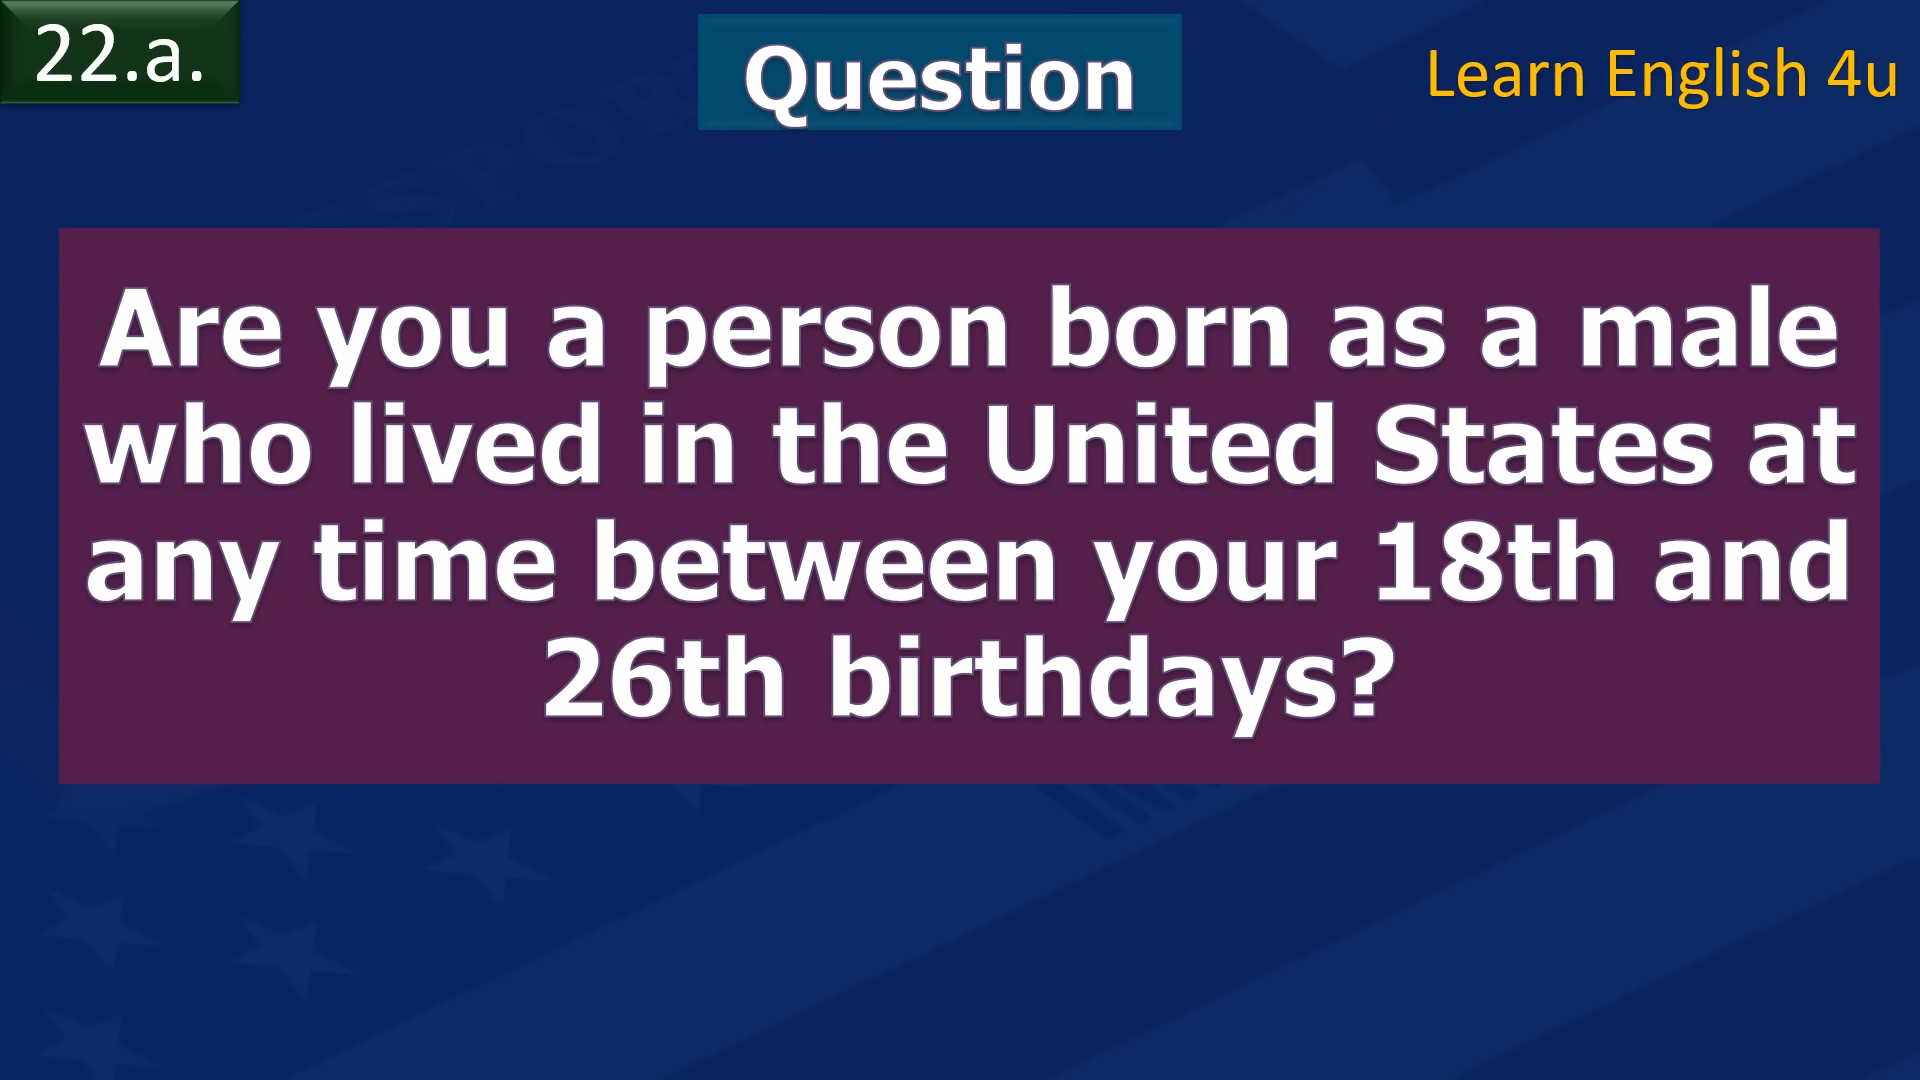 22.a.
Question
Learn English 4u
Are you a person born as a male
who lived in the United States at
any time between your 18th and
26th birthdays?